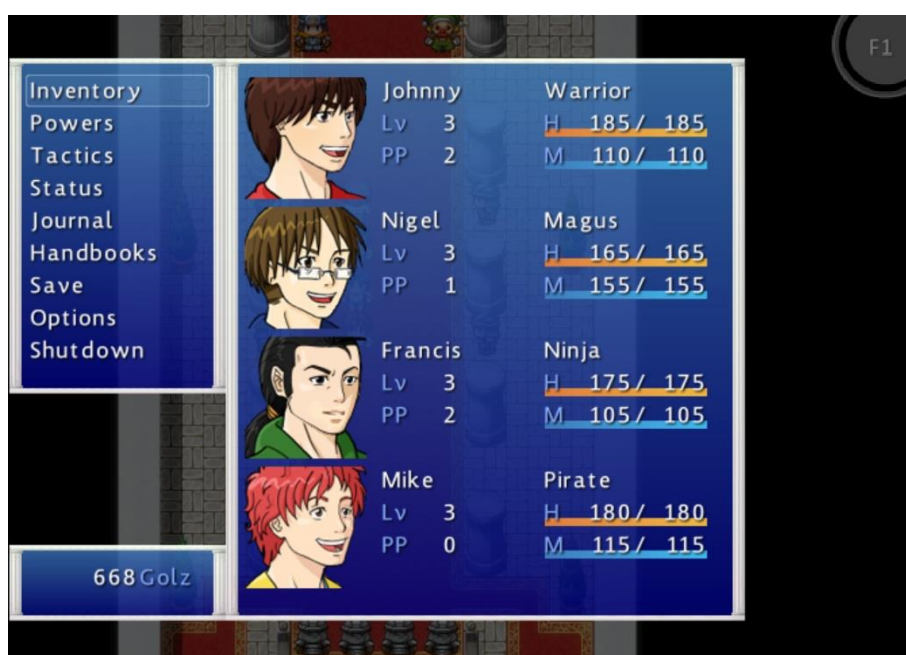 F1
Inventory
Powers
Tactics
Status
Journal
Handbooks
Save
Options
Shutdown
Johnny Warrior
Lv 3 H 185/ 185
PP 2 M 110/ 110
Nigel Magus
Lv 3 H 165/ 165
PP 1 M 155/ 155
Francis Ninja
Lv 3 H 175/ 175
PP 2 M 105/ 105
Mike Pirate
Lv 3 H 180/ 180
PP 0 M 115/ 115
668 Golz